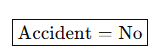 Accident = No